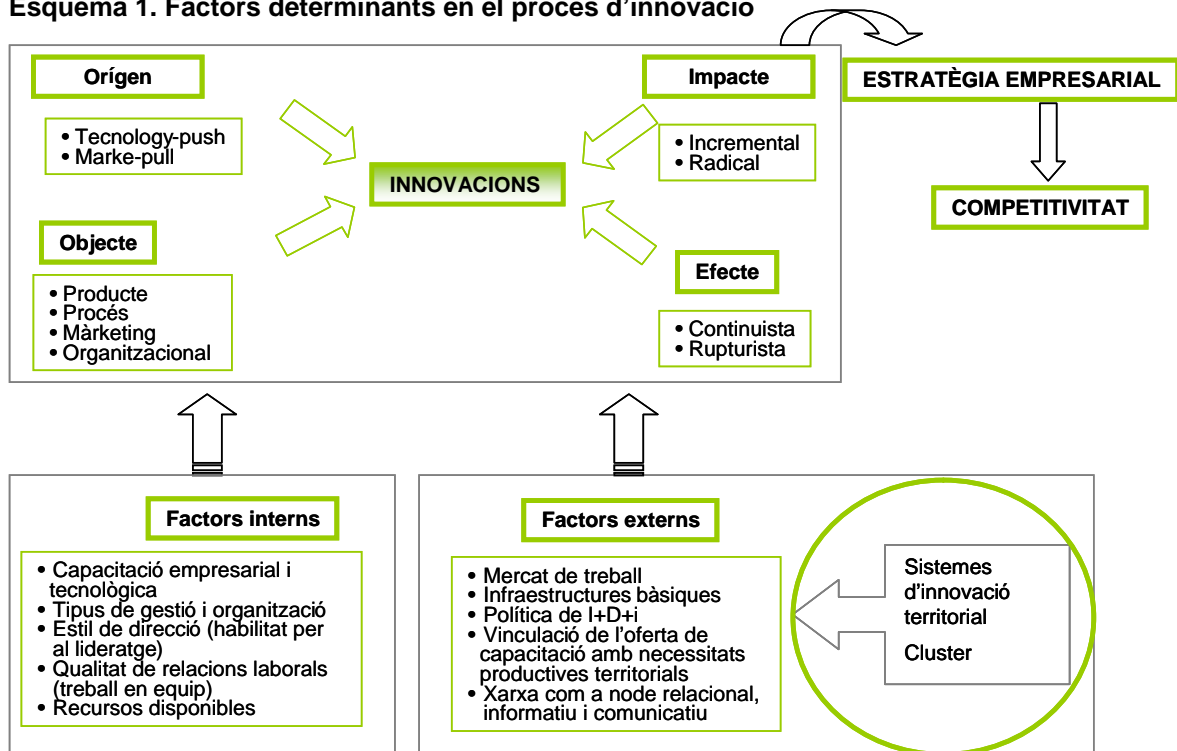 Esquema 1. Factors determinants en el procés d'innovació
Orígen
• Tecnology-push
• Marke-pull
Objecte
• Producte
• Procés
• Màrketing
• Organitzacional
INNOVACIONS
Impacte
• Incremental
• Radical
Efecte
• Continuista
• Rupturista
ESTRATÈGIA EMPRESARIAL
COMPETITIVITAT
Factors interns
• Capacitació empresarial i
tecnològica
• Tipus de gestió i organització
• Estil de direcció (habilitat per
al lideratge)
• Qualitat de relacions laborals
(treball en equip)
• Recursos disponibles
Factors externs
• Mercat de treball
• Infraestructures bàsiques
• Política de I+D+i
• Vinculació de l'oferta de
capacitació amb necessitats
productives territorials
• Xarxa com a node relacional,
informatiu i comunicatiu
Sistemes
d'innovació
territorial
Cluster